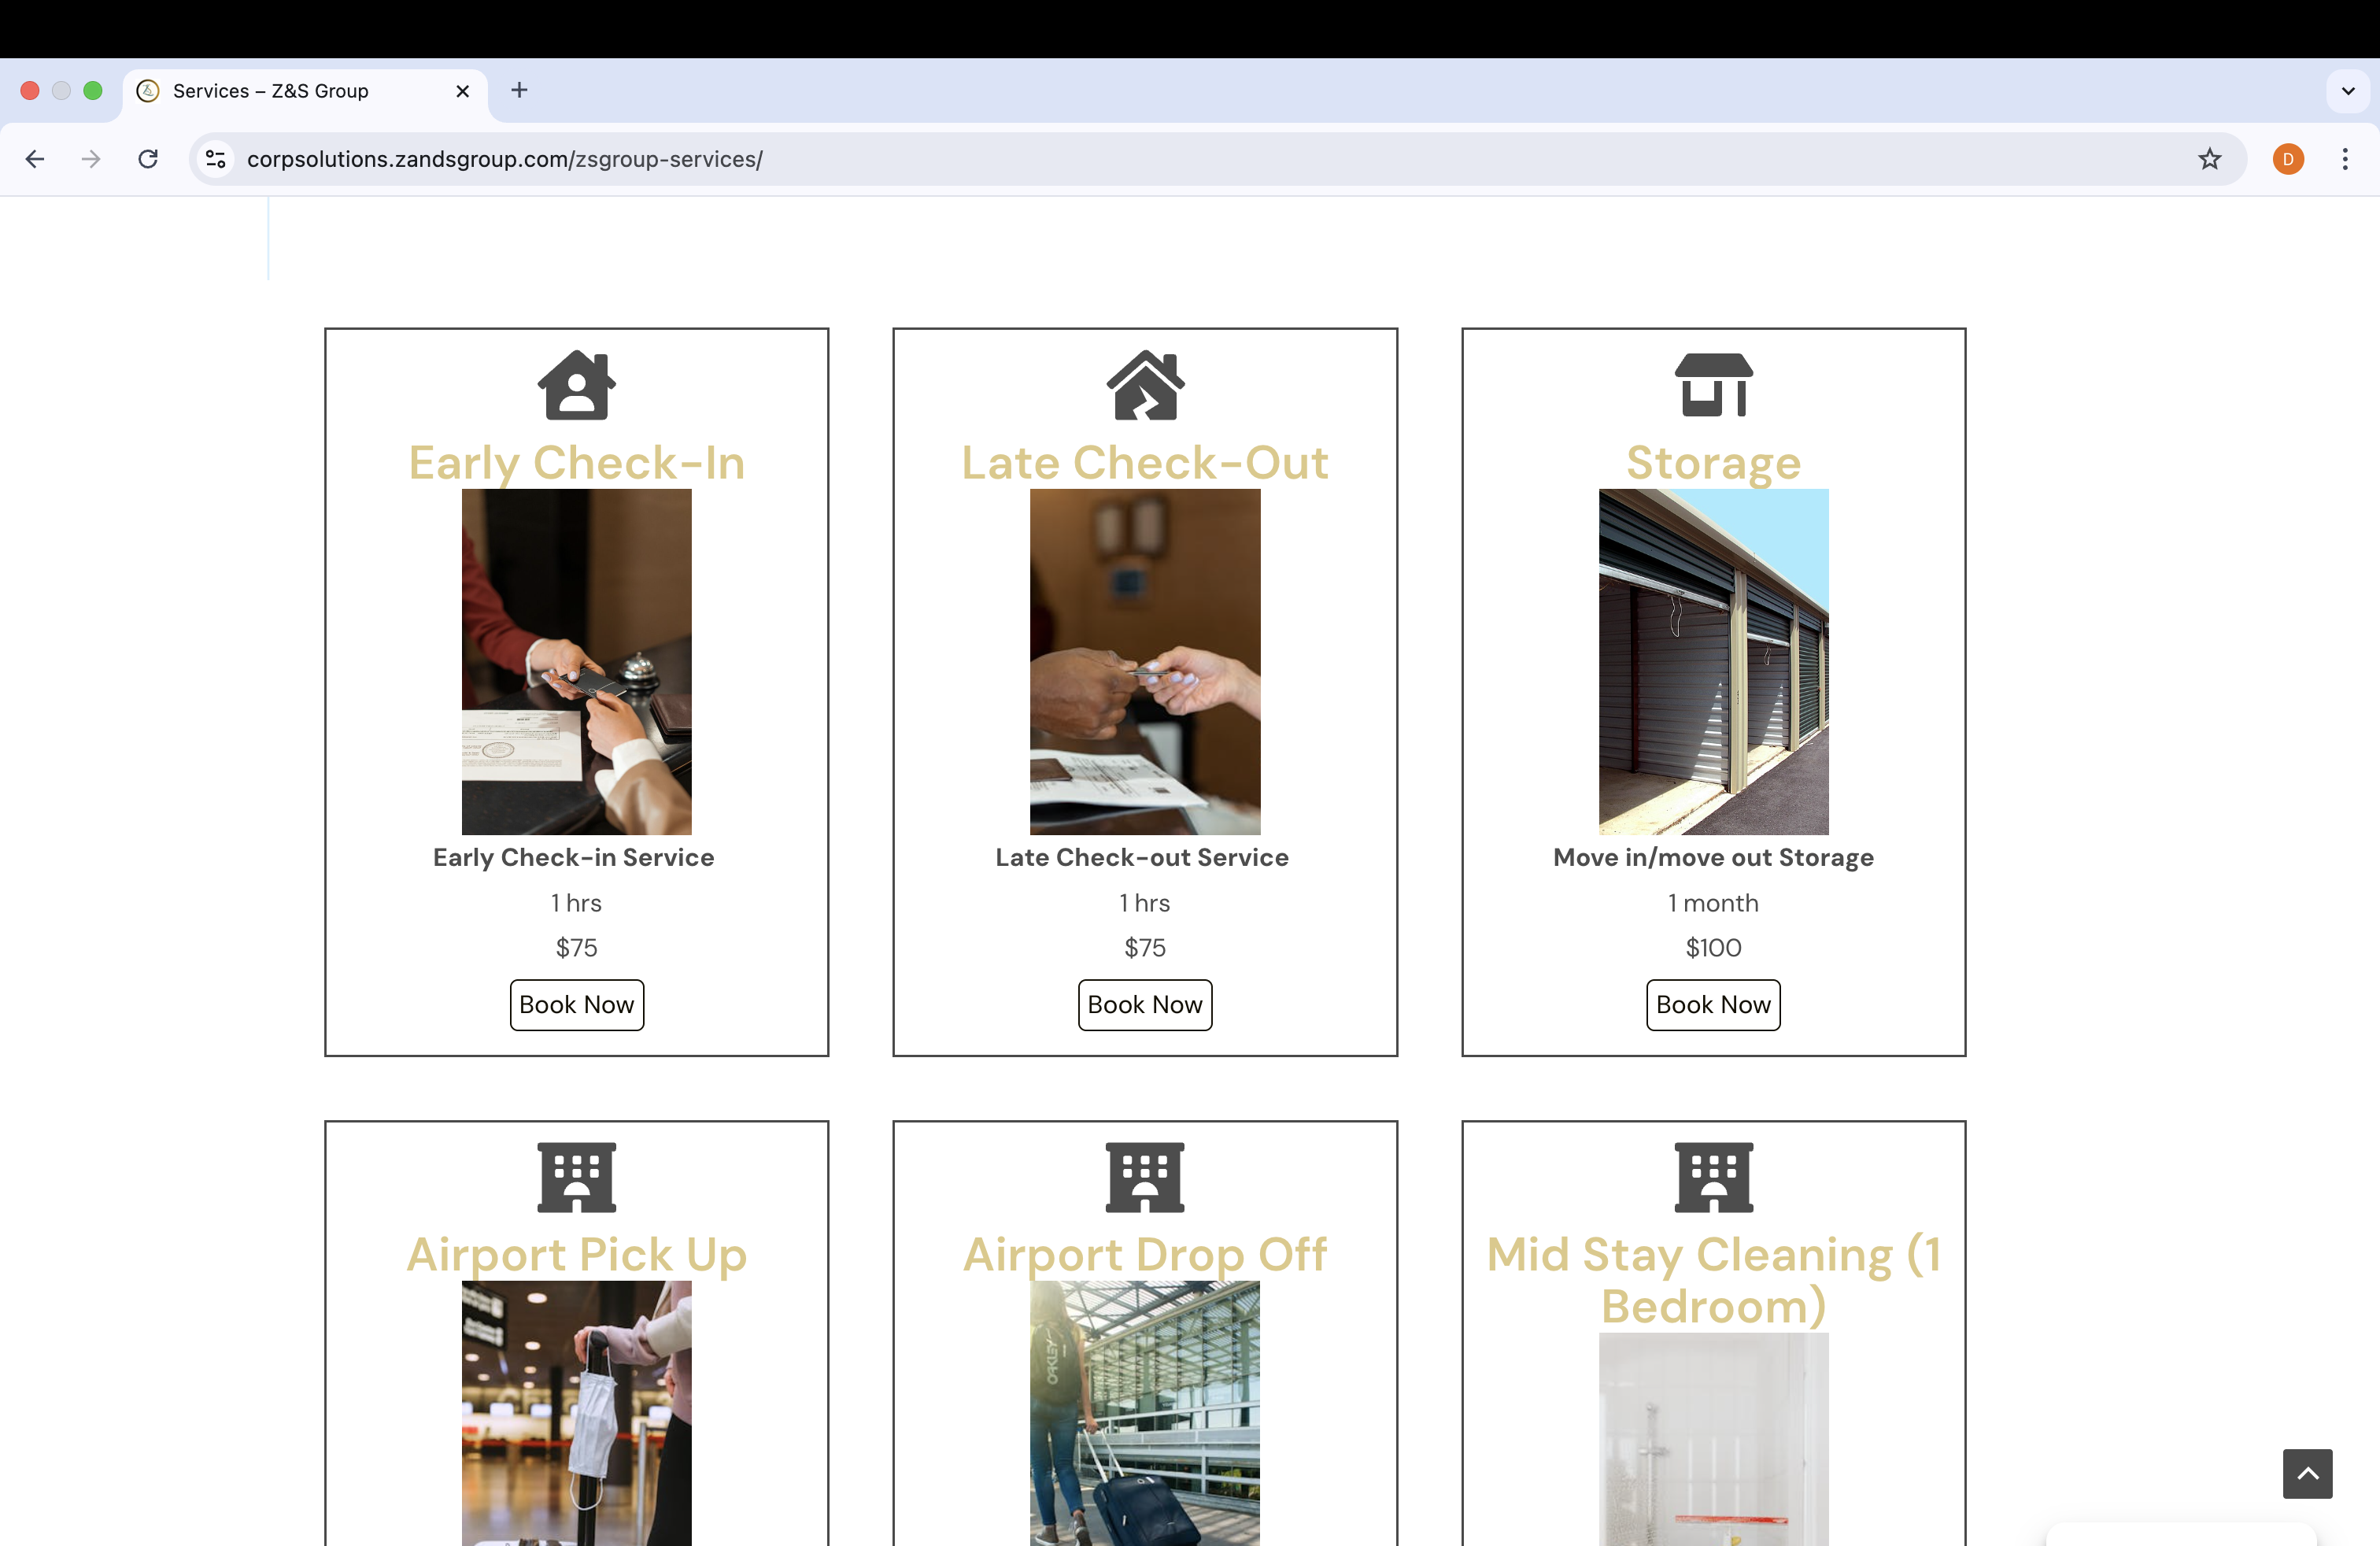 Services – Z&S Group
corpsolutions.zandsgroup.com/zsgroup-services/
D
Early Check-In
Late Check-Out
Storage
Early Check-in Service
Late Check-out Service
Move in/move out Storage
1 hrs
1 hrs
1 month
$75
$75
$100
Book Now
Book Now
Book Now
Airport Pick Up
Airport Drop Off
Mid Stay Cleaning (1
Bedroom)
OAKLEY